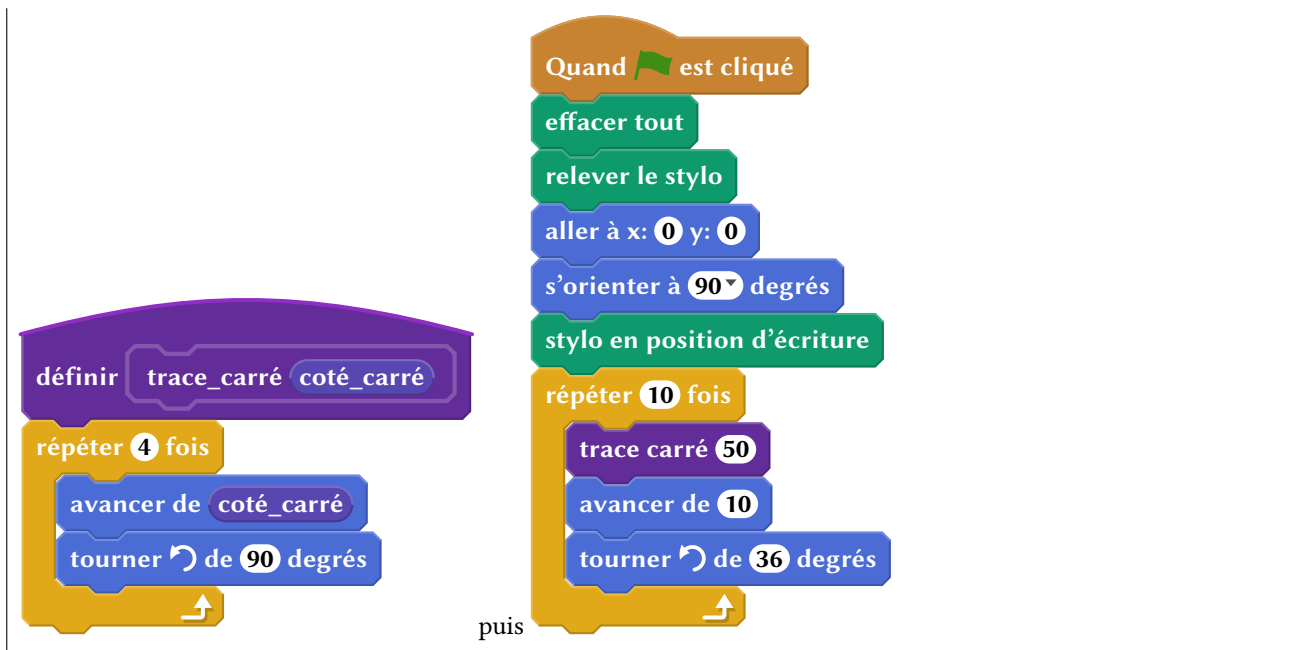 définir trace_carré coté_carré
répéter 4 fois
avancer de coté_carré
tourner de 90 degrés
puis
Quand est cliqué
effacer tout
relever le stylo
aller à x: 0 y: 0
s'orienter à 90 degrés
stylo en position d'écriture
répéter 10 fois
trace carré 50
avancer de 10
tourner de 36 degrés